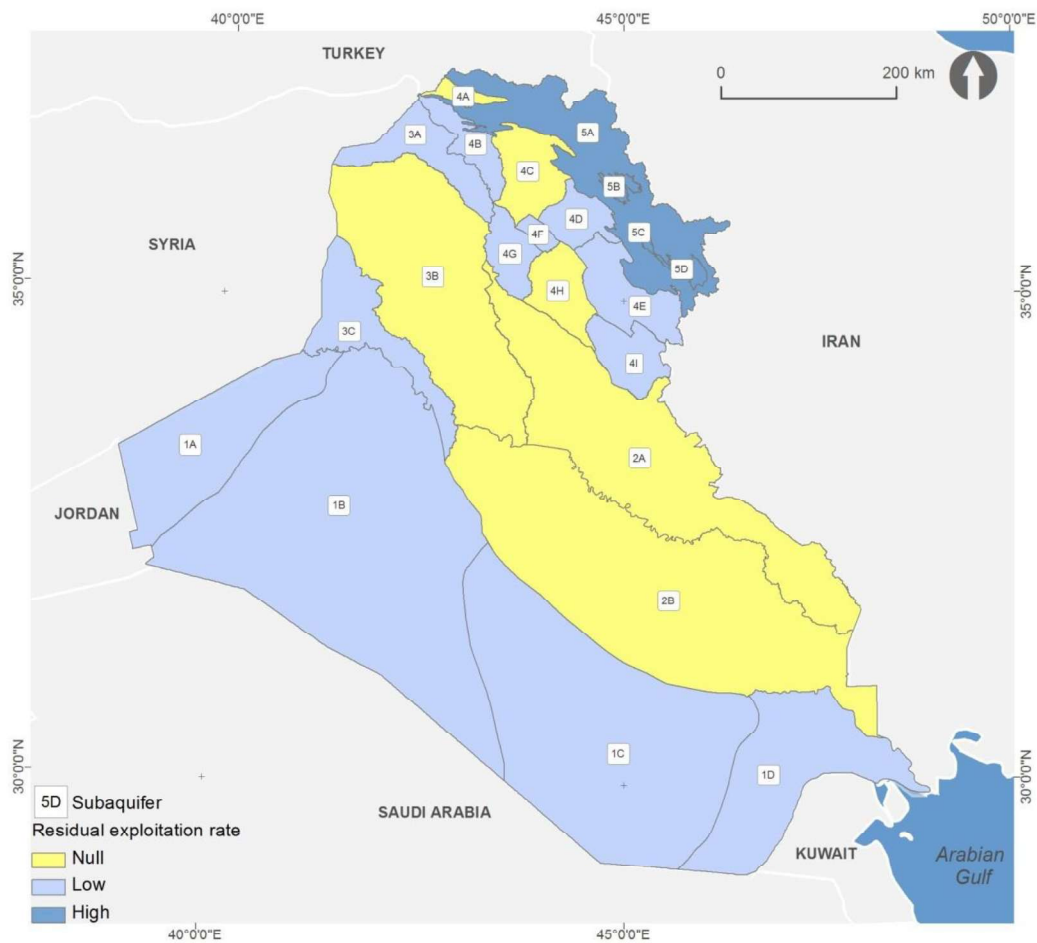 40°0'0"E 45°0'0"E 50°0'0"E
TURKEY
0 200 km
4A
3A 4B 5A
4C
5B
4D
4F 5C
SYRIA
4G
5D
3B
35°0'0"N 35°0'0"N
4H
4E
3C
IRAN
4I
1A
2A
1B
JORDAN
2B
1C
1D
30°0'0"N 30°0'0"N
SAUDI ARABIA
KUWAIT
Arabian
Gulf
5D Subaquifer
Residual exploitation rate
Null
Low
High
40°0'0"E 45°0'0"E